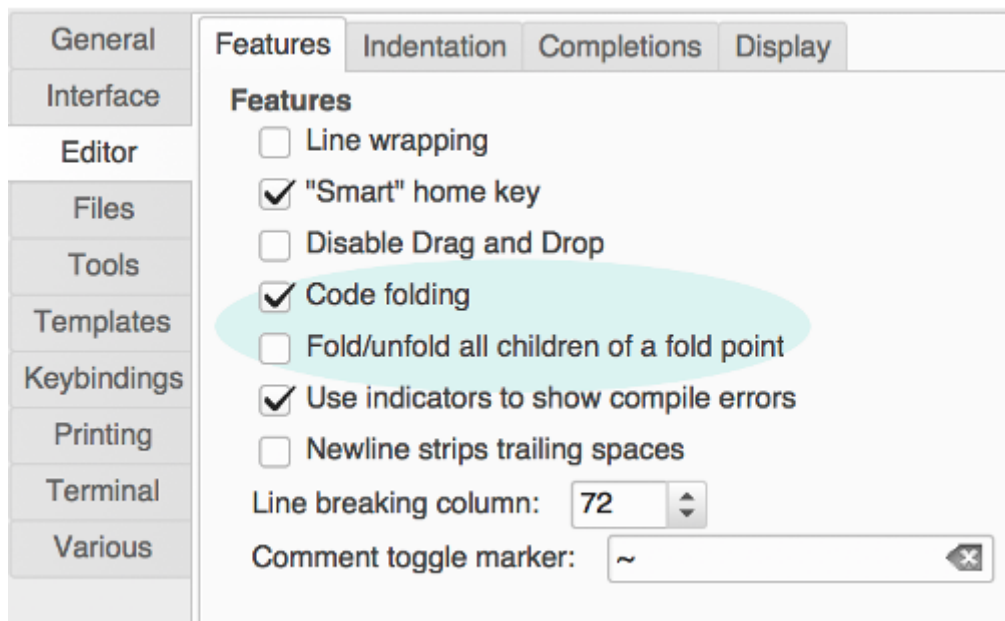 General
Interface
Editor
Files
Tools
Templates
Keybindings
Printing
Terminal
Various
Features
Indentation
Completions
Display
Features
Line wrapping
"Smart" home key
Disable Drag and Drop
Code folding
Fold/unfold all children of a fold point
Use indicators to show compile errors
Newline strips trailing spaces
Line breaking column: 72
Comment toggle marker: ~